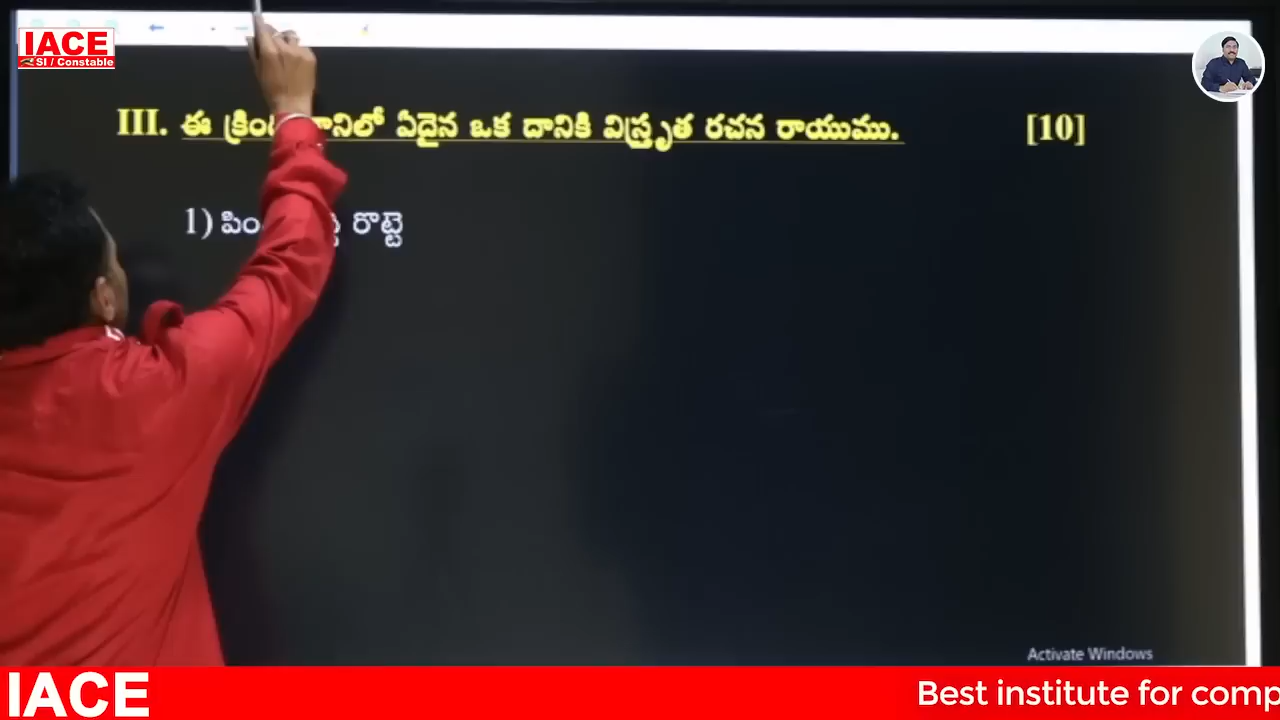 IACE
SI / Constable
III. ఈ దానిలో ఏదైన ఒక దానికి విస్తృత రచన రాయుము. [10]
1) రొట్టె
Activate Windows
IACE
Best institute for comp